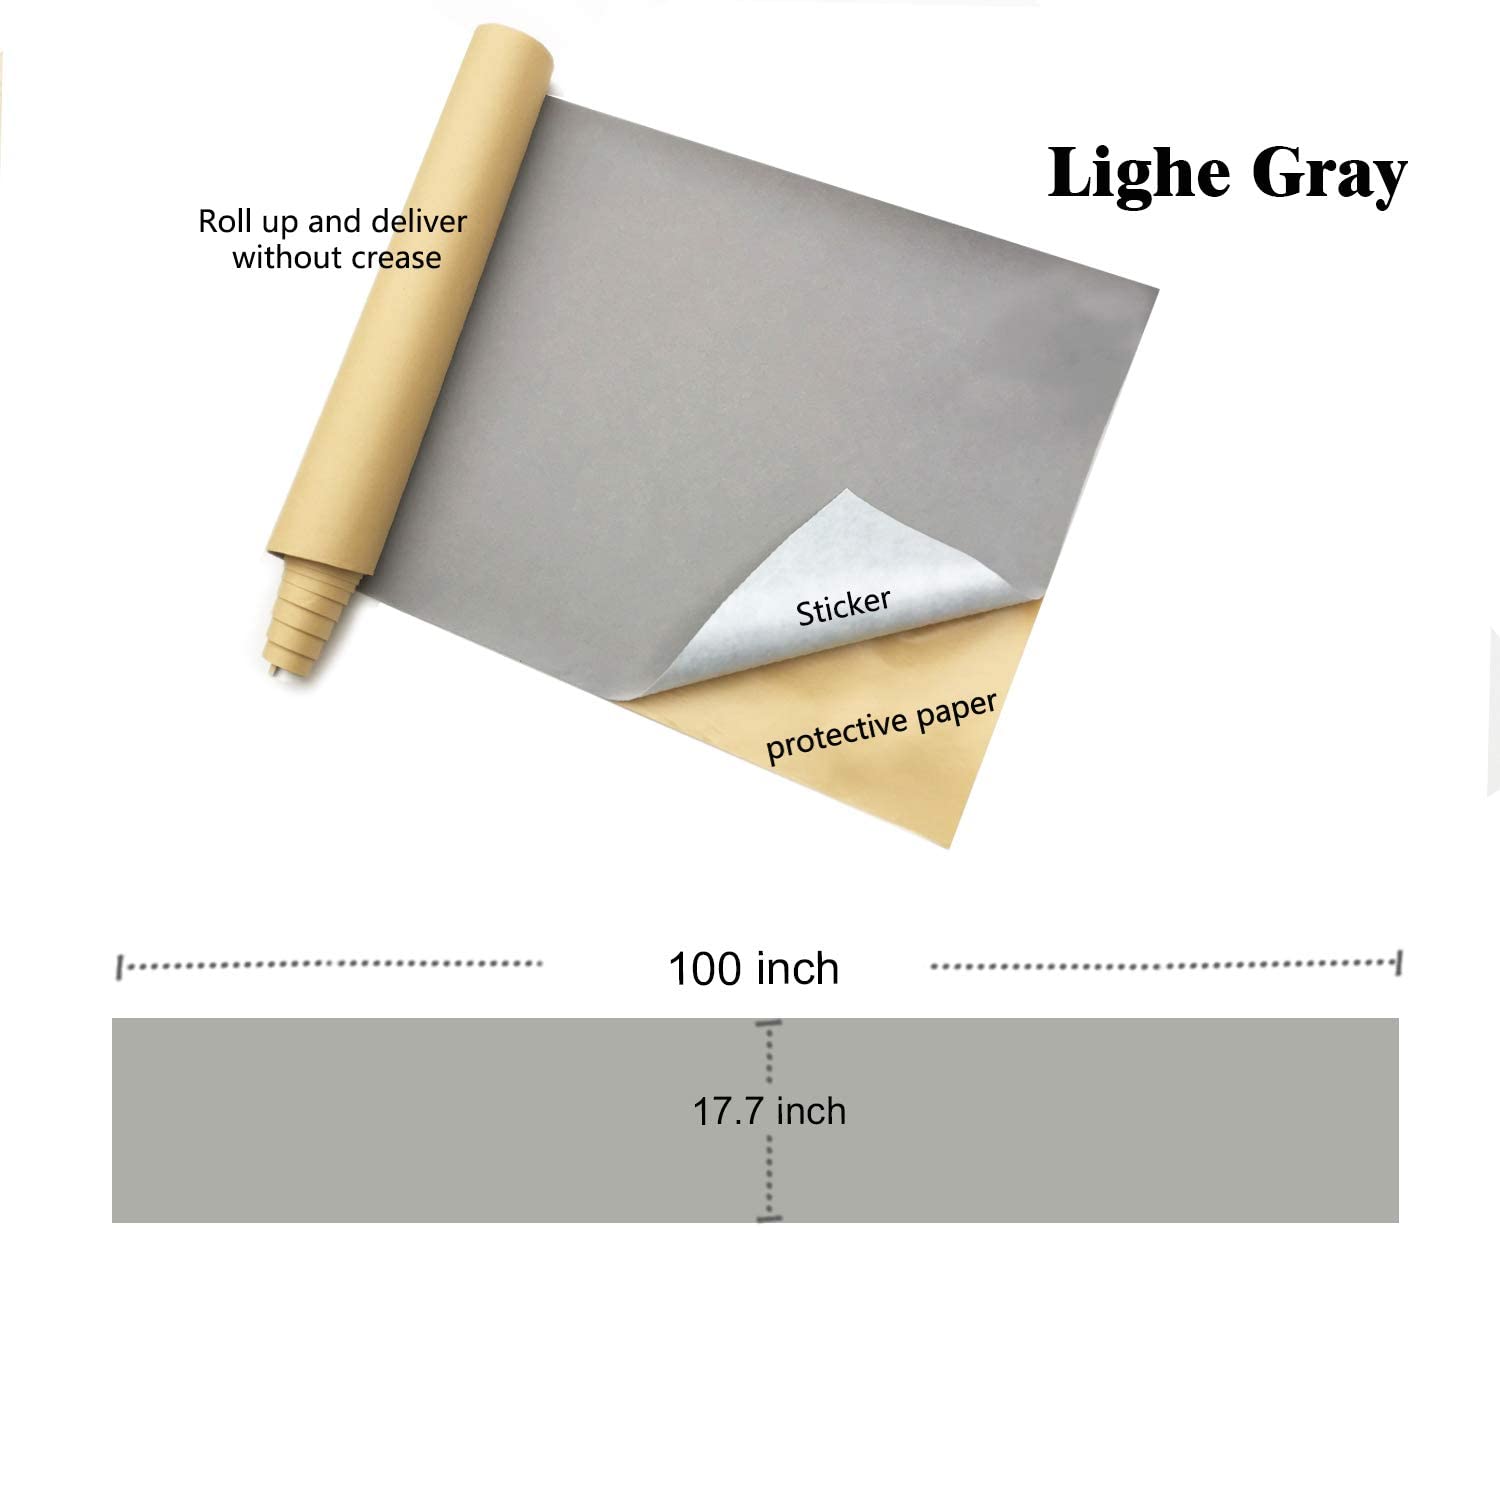 Lighe Gray
Roll up and deliver
without crease
Sticker
protective paper
100 inch
17.7 inch